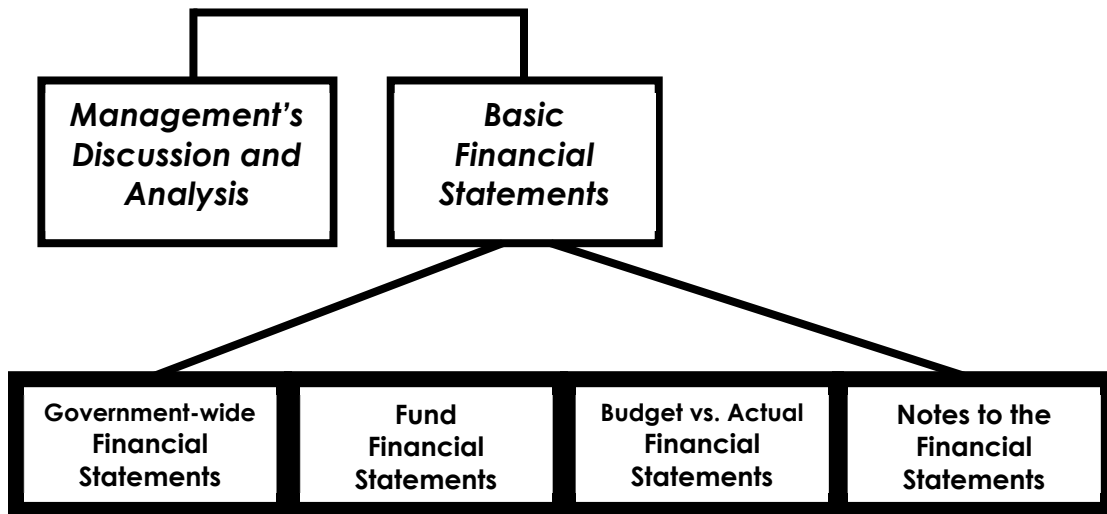 Management’s
Discussion and
Analysis
Basic
Financial
Statements
Government-wide
Financial
Statements
Fund
Financial
Statements
Budget vs. Actual
Financial
Statements
Notes to the
Financial
Statements